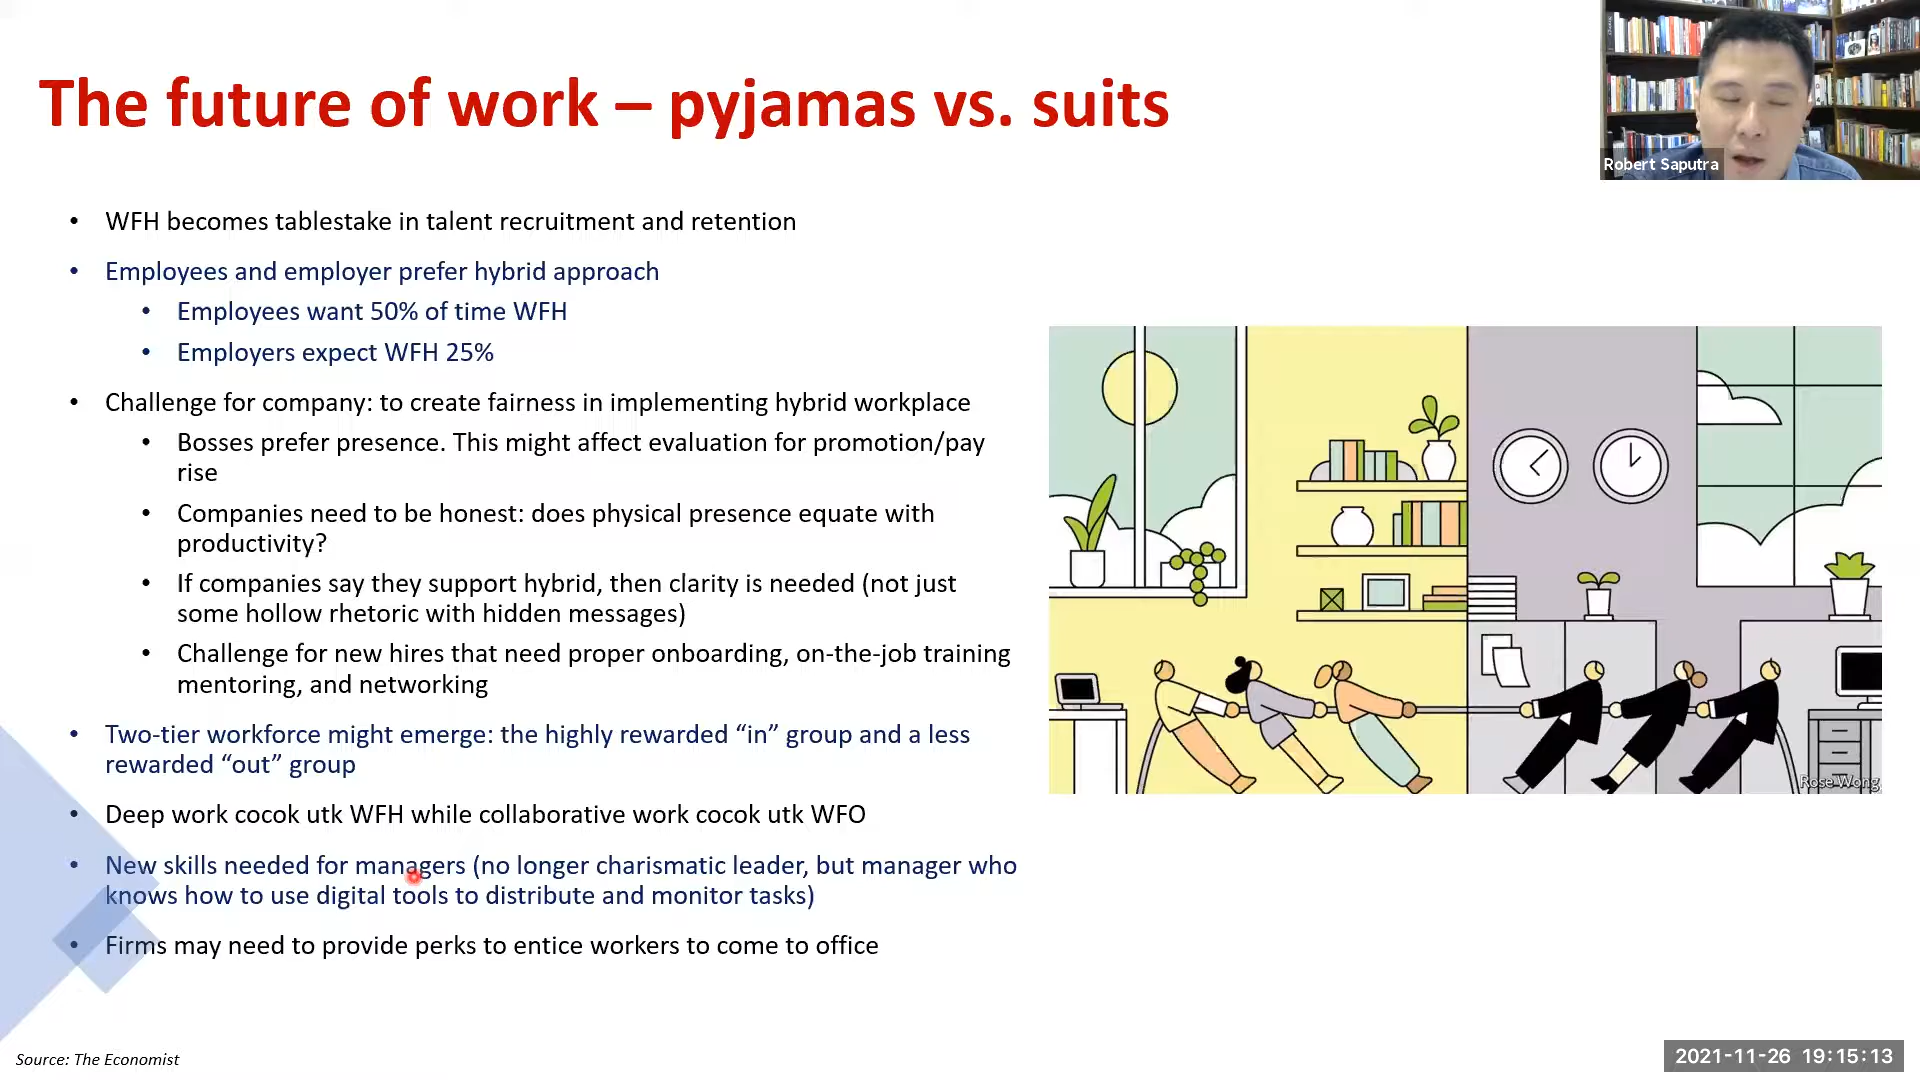 The future of work – pyjamas vs. suits
Robert Saputra
• WFH becomes tablestake in talent recruitment and retention
• Employees and employer prefer hybrid approach
• Employees want 50% of time WFH
• Employers expect WFH 25%
• Challenge for company: to create fairness in implementing hybrid workplace
• Bosses prefer presence. This might affect evaluation for promotion/pay
rise
• Companies need to be honest: does physical presence equate with
productivity?
• If companies say they support hybrid, then clarity is needed (not just
some hollow rhetoric with hidden messages)
• Challenge for new hires that need proper onboarding, on-the-job training
mentoring, and networking
• Two-tier workforce might emerge: the highly rewarded “in” group and a less
rewarded “out” group
• Deep work cocok utk WFH while collaborative work cocok utk WFO
• New skills needed for managers (no longer charismatic leader, but manager who
knows how to use digital tools to distribute and monitor tasks)
• Firms may need to provide perks to entice workers to come to office
Rose Wong
Source: The Economist
2021-11-26 19:15:13